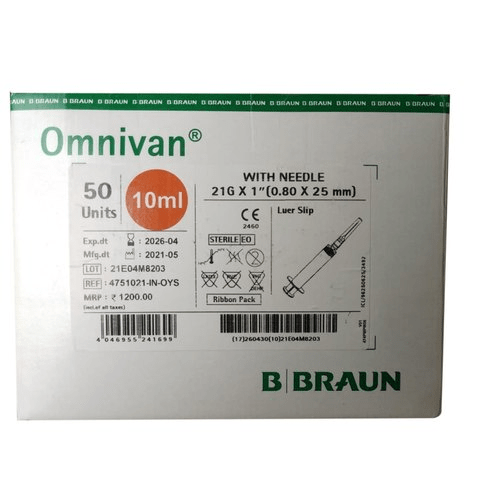 B BRAUN B BRAUN B BRAUN B BRAUN B BRAUN B BRAUN B BRAUN B BRAUN
Omnivan®
50
Units
10ml
WITH NEEDLE
21G X 1"(0.80 X 25 mm)
CE
2460
Luer Slip
Exp.dt : 2026-04
Mfg.dt : 2021-05
LOT : 21E04M8203
REF : 4751021-IN-OYS
MRP : ₹ 1200.00
(incl.of all taxes)
STERILE EO
Ribbon Pack
4 046955 241699
(17)260430(10)21E04M8203
B BRAUN